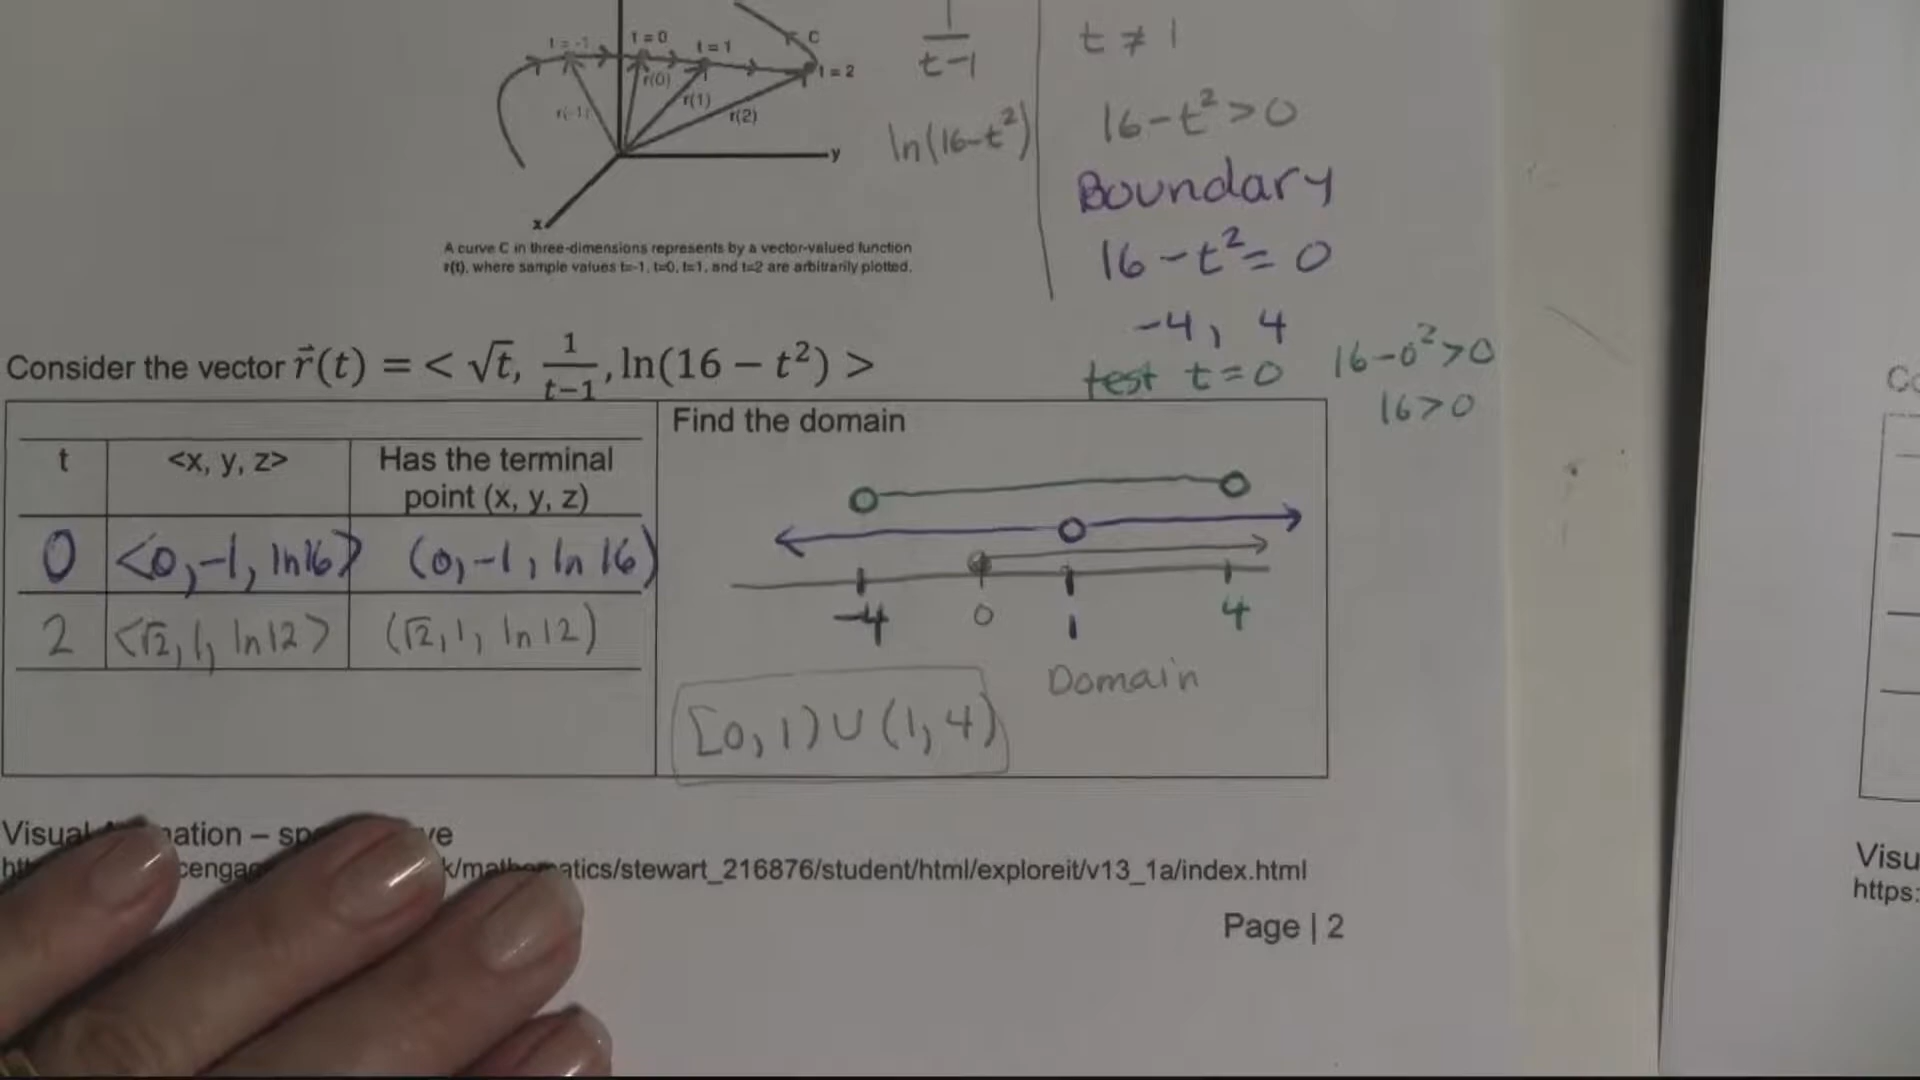 t = -1
t = 0
t = 1
C
t = 2
r(-1)
r(0)
r(1)
r(2)
y
x
A curve C in three-dimensions represents by a vector-valued function
r(t), where sample values t=-1, t=0, t=1, and t=2 are arbitrarily plotted.
1/(t-1)
ln(16-t²)
t ≠ 1
16-t² > 0
Boundary
16-t² = 0
-4, 4
test t=0
16-0² > 0
16 > 0
Consider the vector r⃗(t) = < √t, 1/(t−1), ln(16 − t²) >
t
<x, y, z>
Has the terminal
point (x, y, z)
0 <0, -1, ln16> (0, -1, ln 16)
2 <√2, 1, ln12> (√2, 1, ln 12)
Find the domain
-4 0 1 4
Domain
[0, 1) ∪ (1, 4)
Visual
– sp
ve
k/mathematics/stewart_216876/student/html/exploreit/v13_1a/index.html
Page | 2
Visu
https: